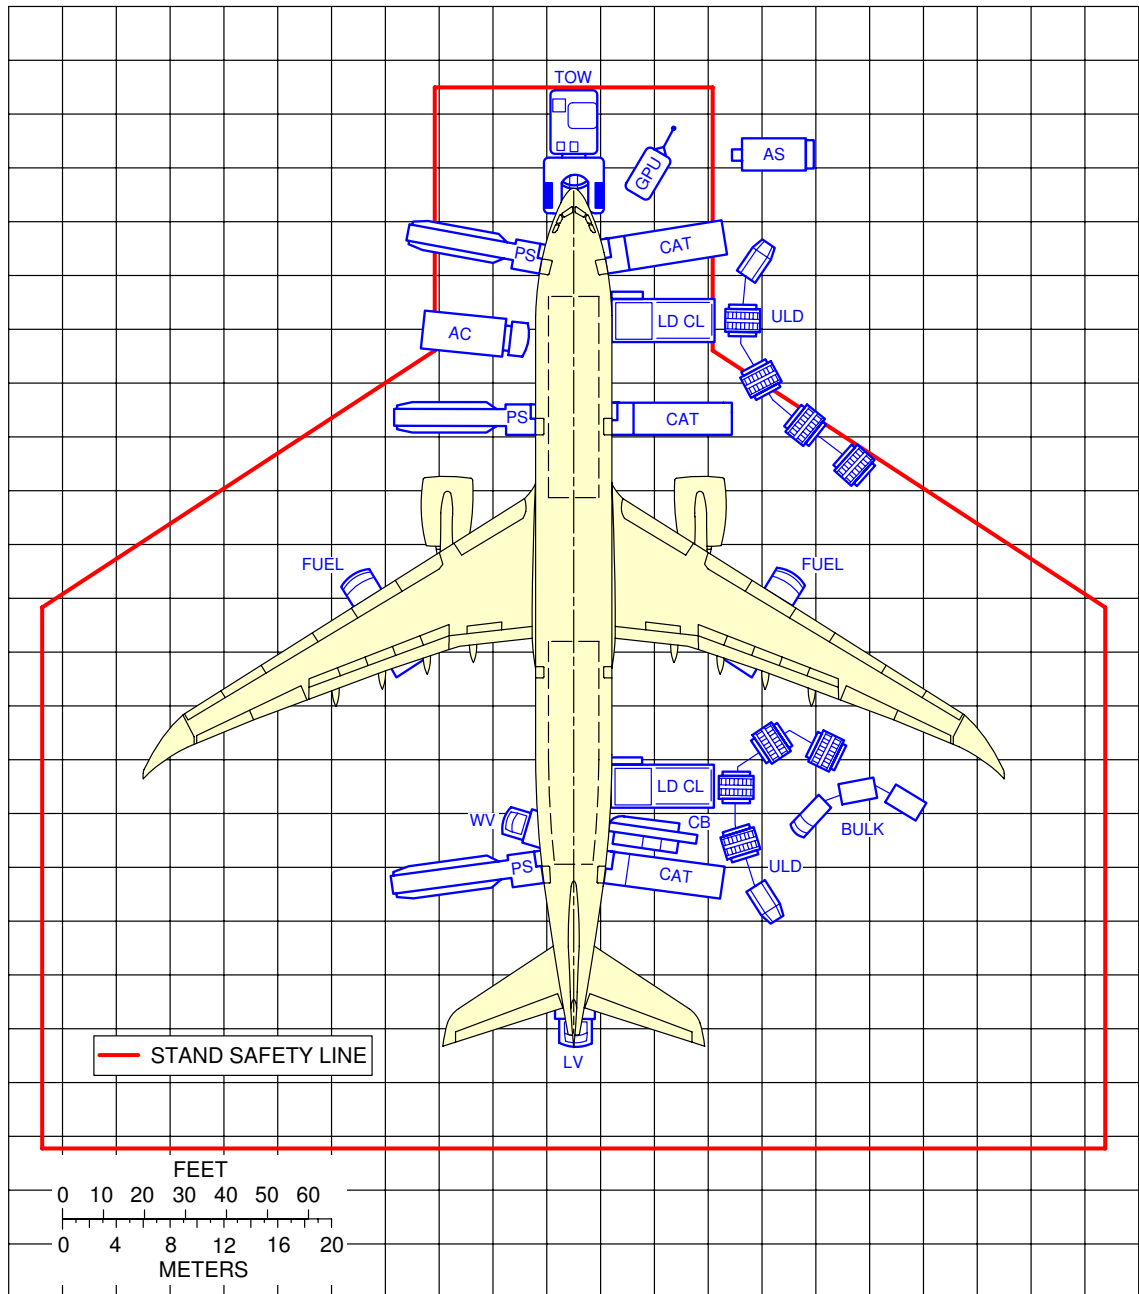 TOW
GPU
AS
PS
CAT
AC
LD CL
ULD
PS
CAT
FUEL
FUEL
LD CL
WV
CB
BULK
PS
CAT
ULD
STAND SAFETY LINE
LV
FEET
0 10 20 30 40 50 60
0 4 8 12 16 20
METERS